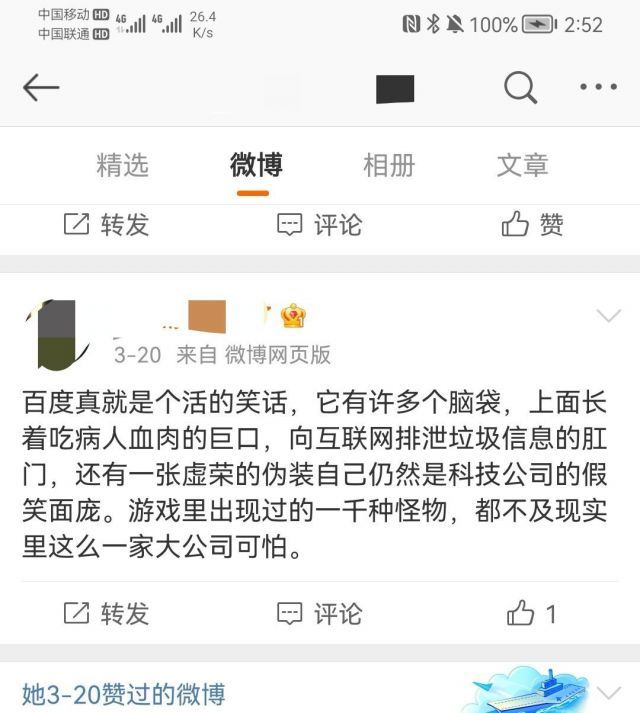 中国移动 HD 4G 4G 26.4 100% 2:52
中国联通 HD K/s
精选 微博 相册 文章
转发 评论 赞
3-20 来自 微博网页版
百度真就是个活的笑话，它有许多个脑袋，上面长
着吃病人血肉的巨口，向互联网排泄垃圾信息的肛
门，还有一张虚荣的伪装自己仍然是科技公司的假
笑面庞。游戏里出现过的一千种怪物，都不及现实
里这么一家大公司可怕。
转发 评论 1
她3-20赞过的微博